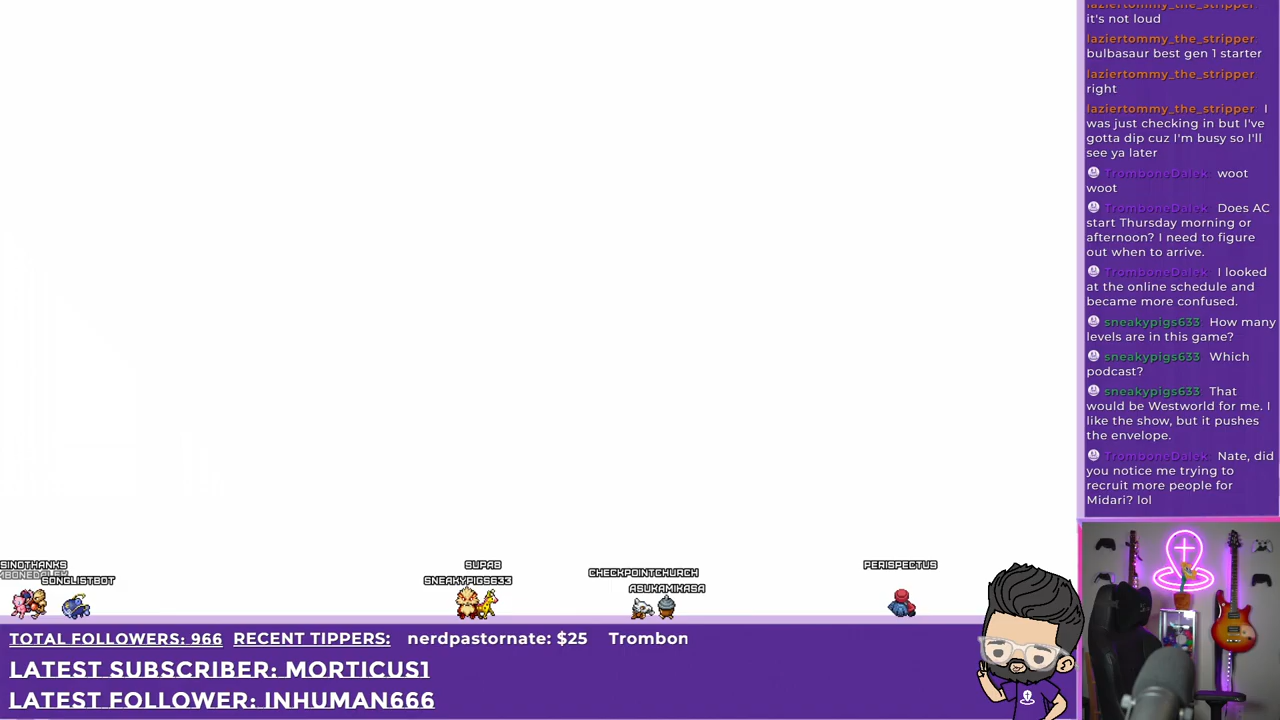 laziertommy_the_stripper:
it's not loud
laziertommy_the_stripper:
bulbasaur best gen 1 starter
laziertommy_the_stripper:
right
laziertommy_the_stripper: I
was just checking in but I've
gotta dip cuz I'm busy so I'll
see ya later
TromboneDalek: woot
woot
TromboneDalek: Does AC
start Thursday morning or
afternoon? I need to figure
out when to arrive.
TromboneDalek: I looked
at the online schedule and
became more confused.
sneakypigs633: How many
levels are in this game?
sneakypigs633: Which
podcast?
sneakypigs633: That
would be Westworld for me. I
like the show, but it pushes
the envelope.
TromboneDalek: Nate, did
you notice me trying to
recruit more people for
Midari? lol
SINOTHANKS
MBONEDALEK
SONGLISTBOT
SUPAB
SNEAKYPIGS633
CHECKPOINTCHURCH
ASUKAMIKABA
PERISPECTUS
TOTAL FOLLOWERS: 966 RECENT TIPPERS: nerdpastornate: $25 Trombon
LATEST SUBSCRIBER: MORTICUS1
LATEST FOLLOWER: INHUMAN666